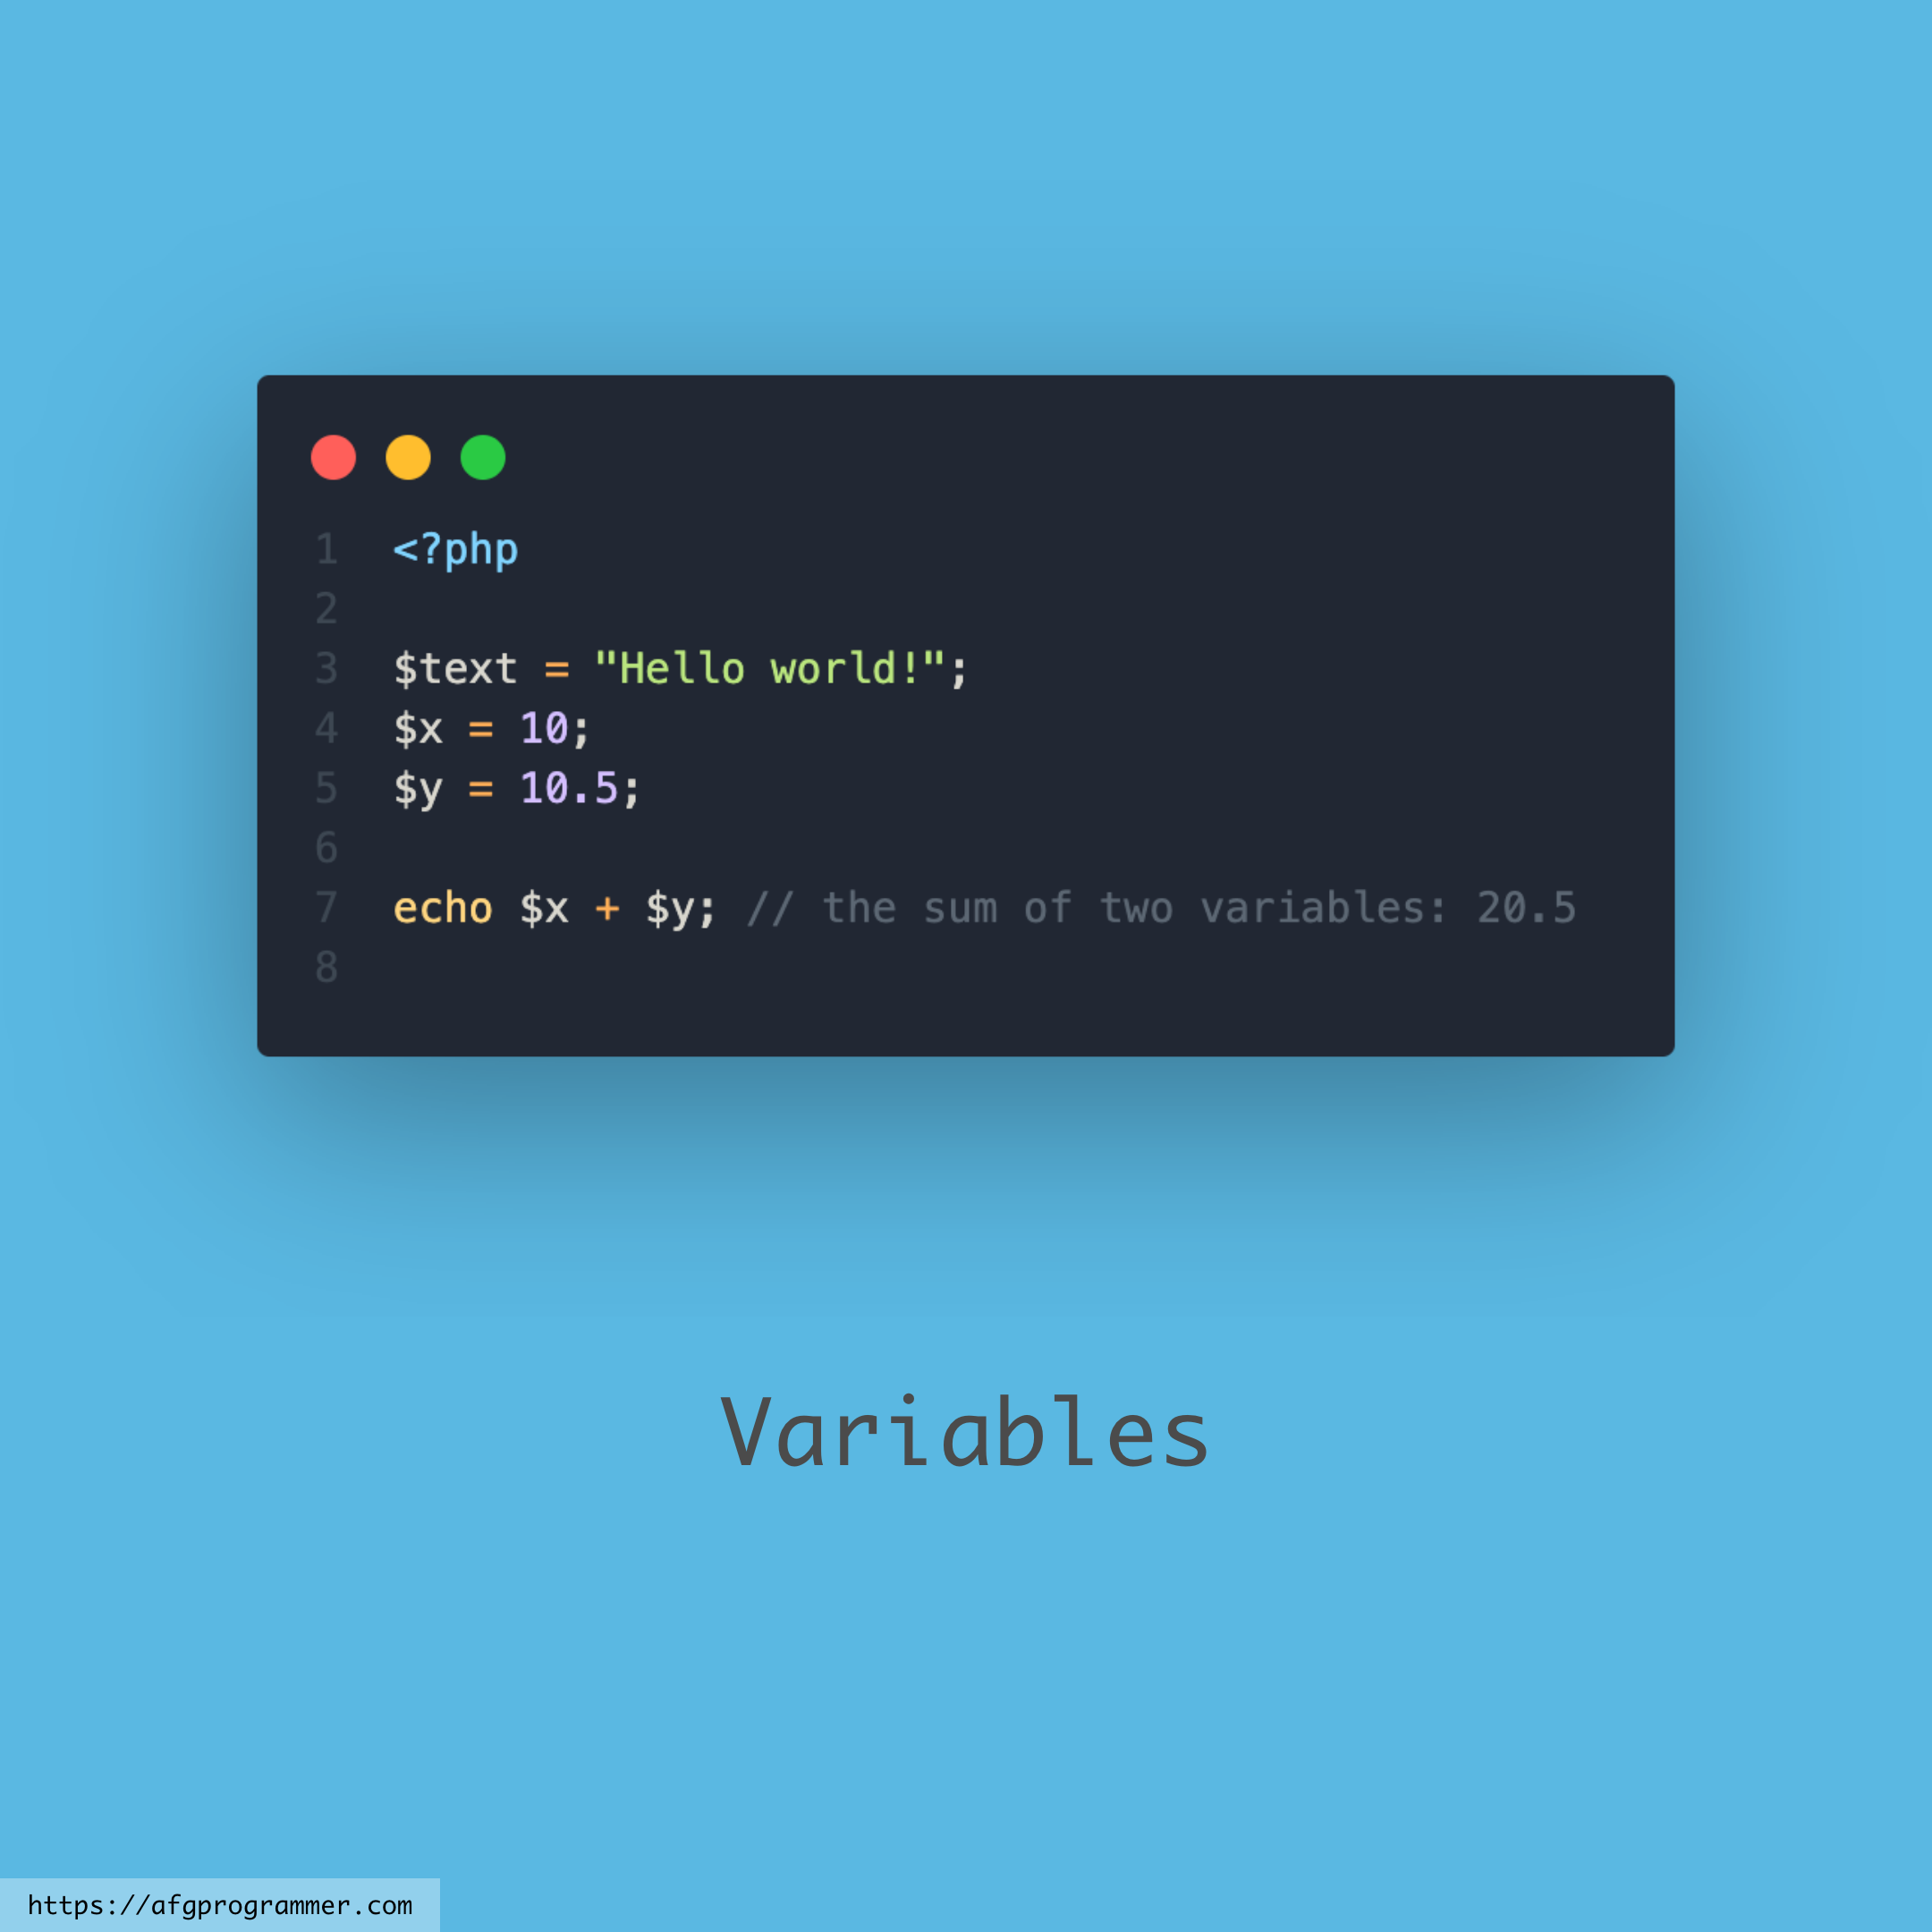 1 <?php
2
3 $text = "Hello world!";
4 $x = 10;
5 $y = 10.5;
6
7 echo $x + $y; // the sum of two variables: 20.5
8
Variables
https://afgprogrammer.com